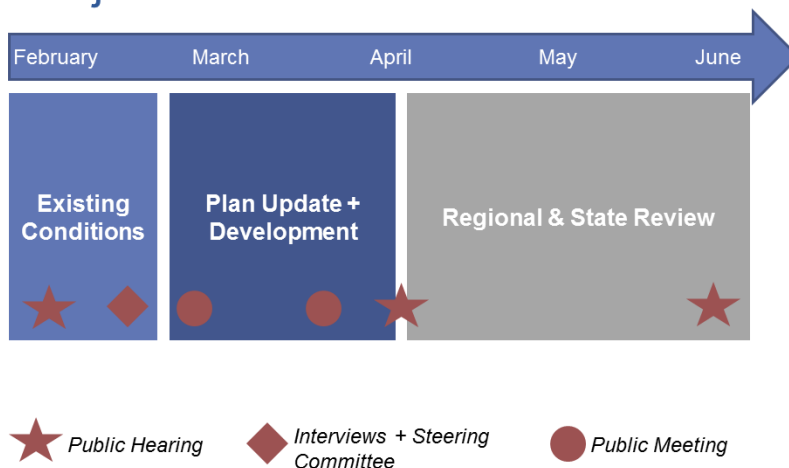 February March April May June
Existing
Conditions
Plan Update +
Development
Regional & State Review
Public Hearing
Interviews + Steering
Committee
Public Meeting